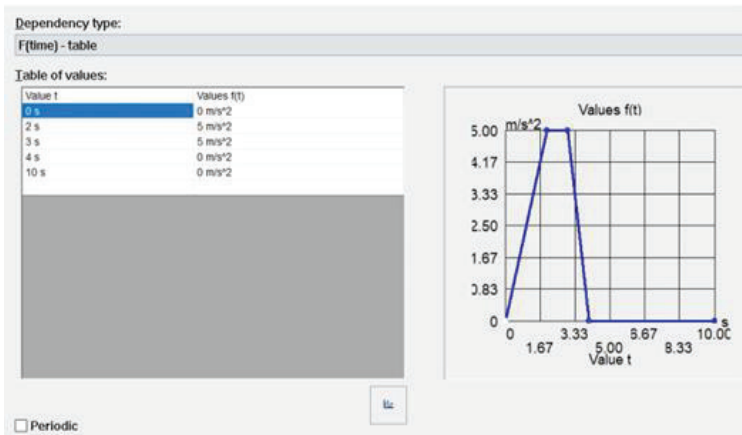 Dependency type:
F(time) - table
Table of values:
Value t Values f(t)
0 s 0 m/s^2
2 s 5 m/s^2
3 s 5 m/s^2
4 s 0 m/s^2
10 s 0 m/s^2
Values f(t)
m/s^2
5.00
4.17
3.33
2.50
1.67
0.83
0
s
0 3.33 6.67 10.00
1.67 5.00 8.33
Value t
Periodic